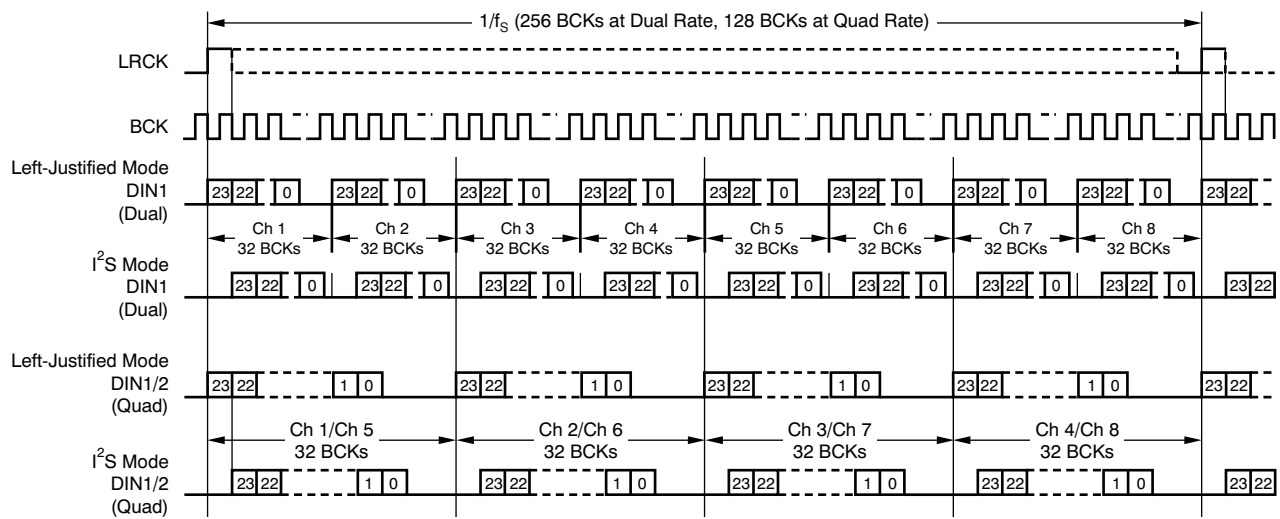 1/fS (256 BCKs at Dual Rate, 128 BCKs at Quad Rate)
LRCK
BCK
Left-Justified Mode
DIN1
(Dual)
23 22 0 23 22 0 23 22 0 23 22 0 23 22 0 23 22 0 23 22 0 23 22 0 23 22
Ch 1 Ch 2 Ch 3 Ch 4 Ch 5 Ch 6 Ch 7 Ch 8
32 BCKs 32 BCKs 32 BCKs 32 BCKs 32 BCKs 32 BCKs 32 BCKs 32 BCKs
I2S Mode
DIN1
(Dual)
23 22 0 23 22 0 23 22 0 23 22 0 23 22 0 23 22 0 23 22 0 23 22 0 23 22
Left-Justified Mode
DIN1/2
(Quad)
23 22 1 0 23 22 1 0 23 22 1 0 23 22 1 0 23 22
Ch 1/Ch 5 Ch 2/Ch 6 Ch 3/Ch 7 Ch 4/Ch 8
32 BCKs 32 BCKs 32 BCKs 32 BCKs
I2S Mode
DIN1/2
(Quad)
23 22 1 0 23 22 1 0 23 22 1 0 23 22 1 0 23 22